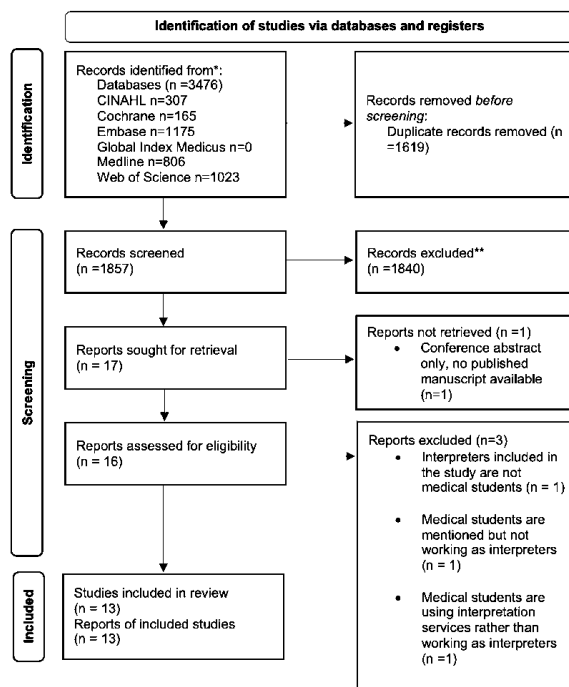 Identification of studies via databases and registers
Identification
Records identified from*:
Databases (n =3476)
CINAHL n=307
Cochrane n=165
Embase n=1175
Global Index Medicus n=0
Medline n=806
Web of Science n=1023
Records removed before
screening:
Duplicate records removed (n
=1619)
Screening
Records screened
(n =1857)
Records excluded**
(n =1840)
Reports sought for retrieval
(n = 17)
Reports not retrieved (n =1)
• Conference abstract
only, no published
manuscript available
(n=1)
Reports assessed for eligibility
(n = 16)
Reports excluded (n=3)
• Interpreters included in
the study are not
medical students (n = 1)
• Medical students are
mentioned but not
working as interpreters
(n = 1)
• Medical students are
using interpretation
services rather than
working as interpreters
(n =1)
Included
Studies included in review
(n = 13)
Reports of included studies
(n = 13)